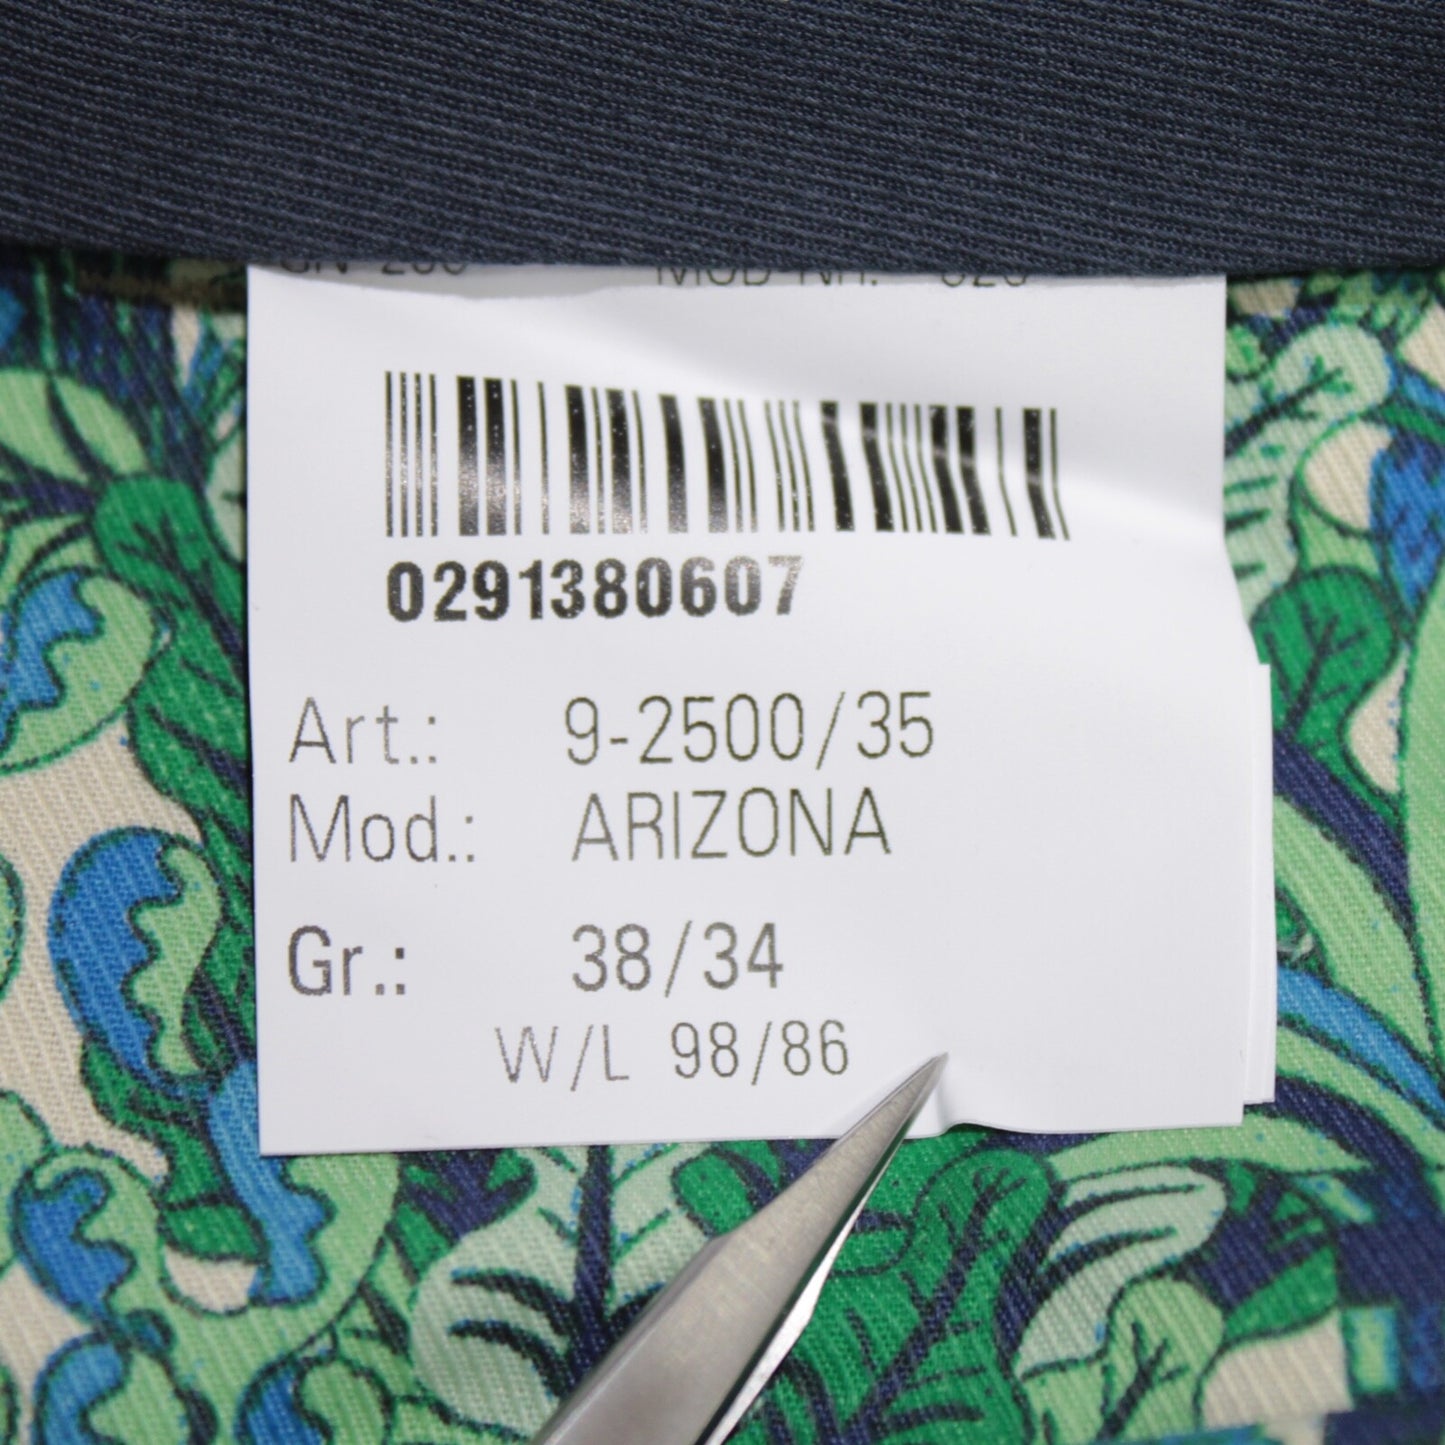 0291380607
Art.: 9-2500/35
Mod.: ARIZONA
Gr.: 38/34
W/L 98/86